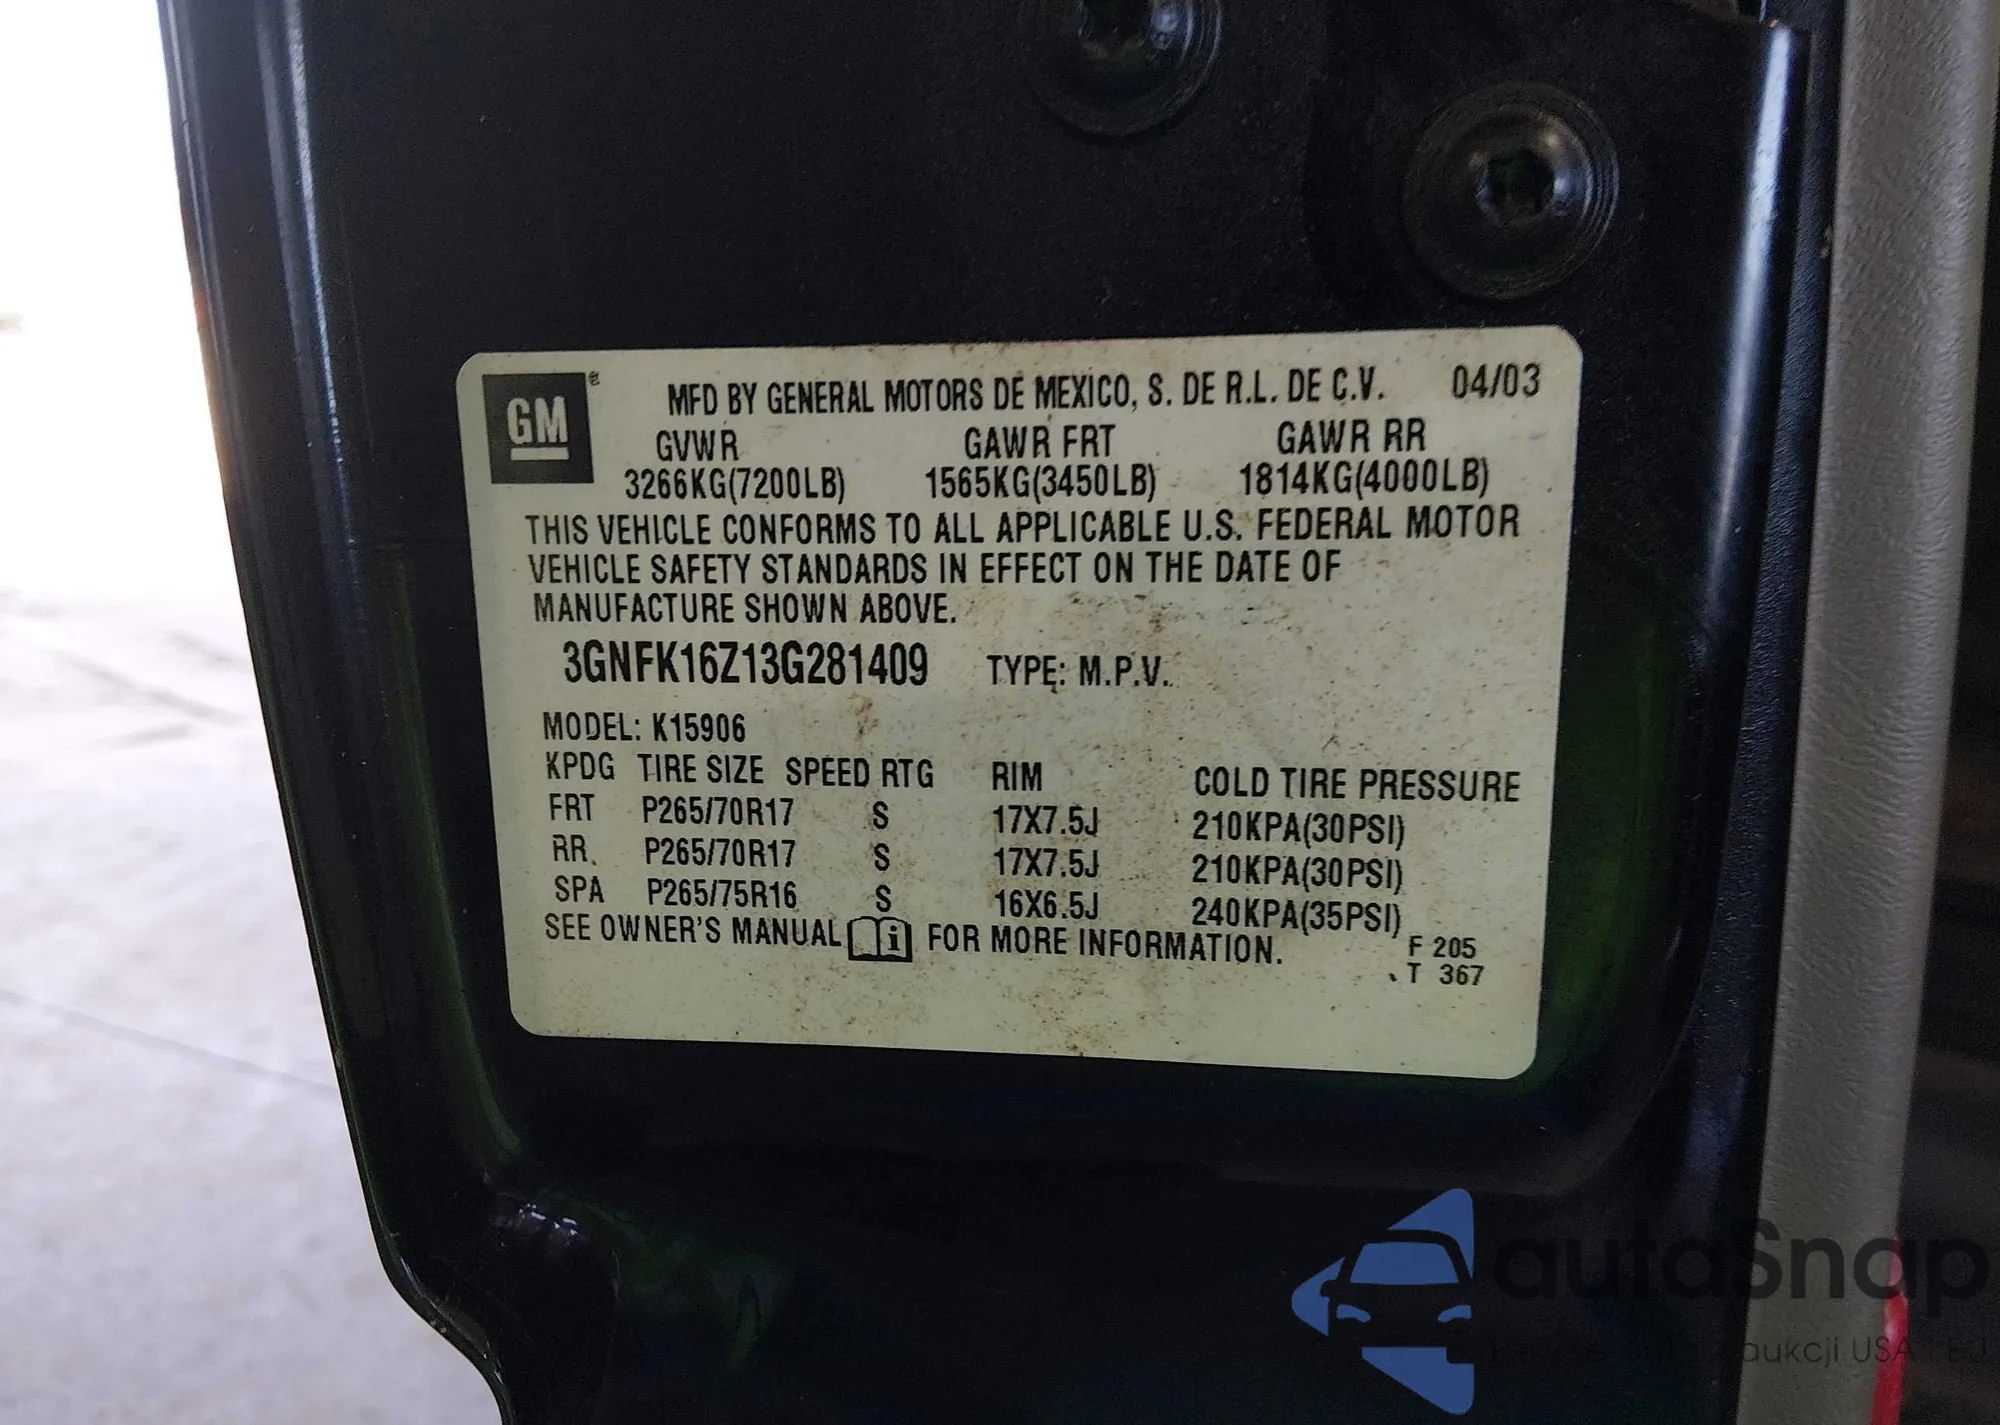 GM
MFD BY GENERAL MOTORS DE MEXICO, S. DE R.L. DE C.V. 04/03
GVWR GAWR FRT GAWR RR
3266KG(7200LB) 1565KG(3450LB) 1814KG(4000LB)
THIS VEHICLE CONFORMS TO ALL APPLICABLE U.S. FEDERAL MOTOR
VEHICLE SAFETY STANDARDS IN EFFECT ON THE DATE OF
MANUFACTURE SHOWN ABOVE.
3GNFK16Z13G281409 TYPE: M.P.V.
MODEL: K15906
KPDG TIRE SIZE SPEED RTG RIM COLD TIRE PRESSURE
FRT P265/70R17 S 17X7.5J 210KPA(30PSI)
RR. P265/70R17 S 17X7.5J 210KPA(30PSI)
SPA P265/75R16 S 16X6.5J 240KPA(35PSI)
SEE OWNER'S MANUAL i FOR MORE INFORMATION.
F 205
T 367
autoSnap
aukcji USA